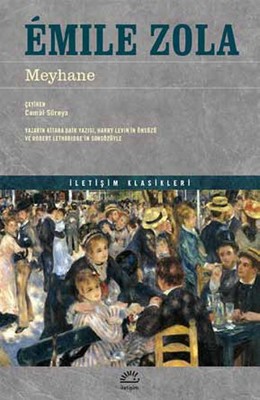 ÉMILE ZOLA
Meyhane
ÇEVİREN
Cemal Süreya
YAZARIN KİTABA DAİR YAZISI, HARRY LEVIN'İN ÖNSÖZÜ
VE ROBERT LETHBRIDGE'İN SONSÖZÜYLE
İLETİŞİM KLASİKLERİ
iletişim